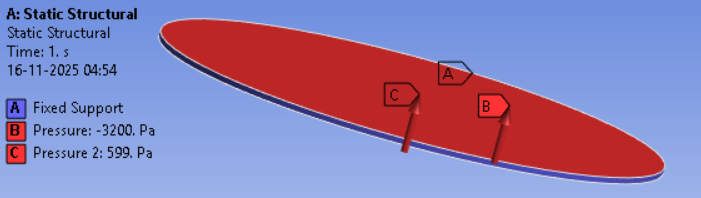 A: Static Structural
Static Structural
Time: 1. s
16-11-2025 04:54
A Fixed Support
B Pressure: -3200. Pa
C Pressure 2: 599. Pa
A
C
B